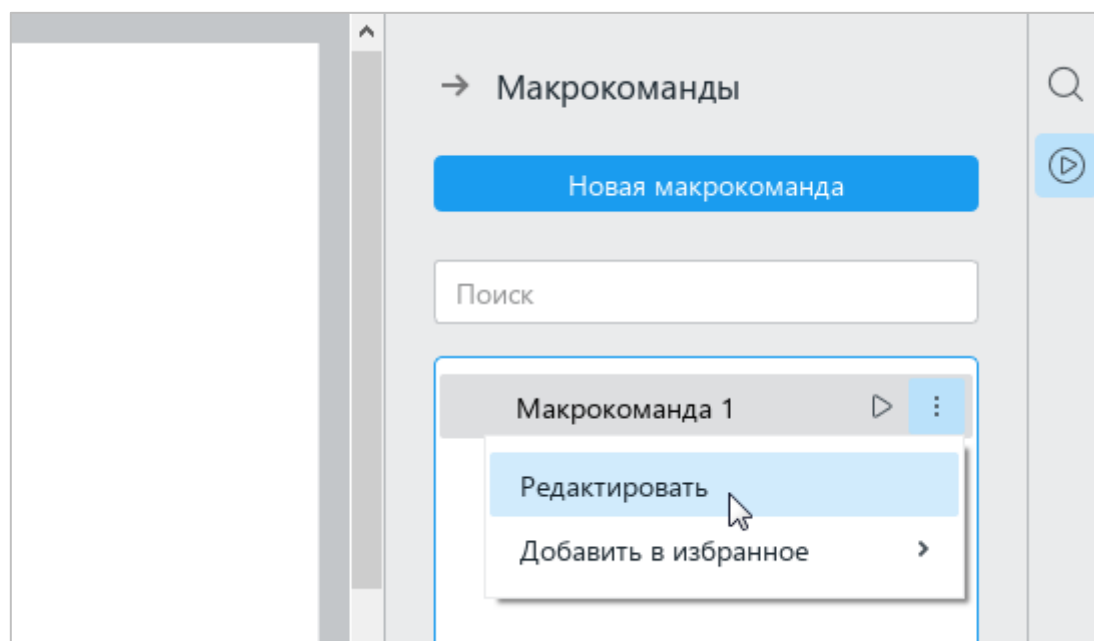 Макрокоманды
Новая макрокоманда
Поиск
Макрокоманда 1
Редактировать
Добавить в избранное